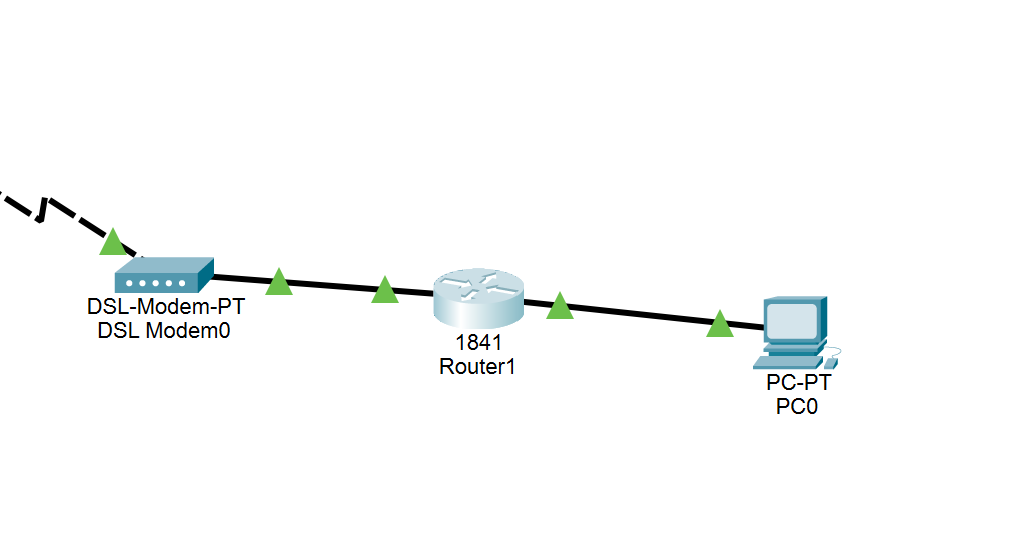 DSL-Modem-PT
DSL Modem0
1841
Router1
PC-PT
PC0